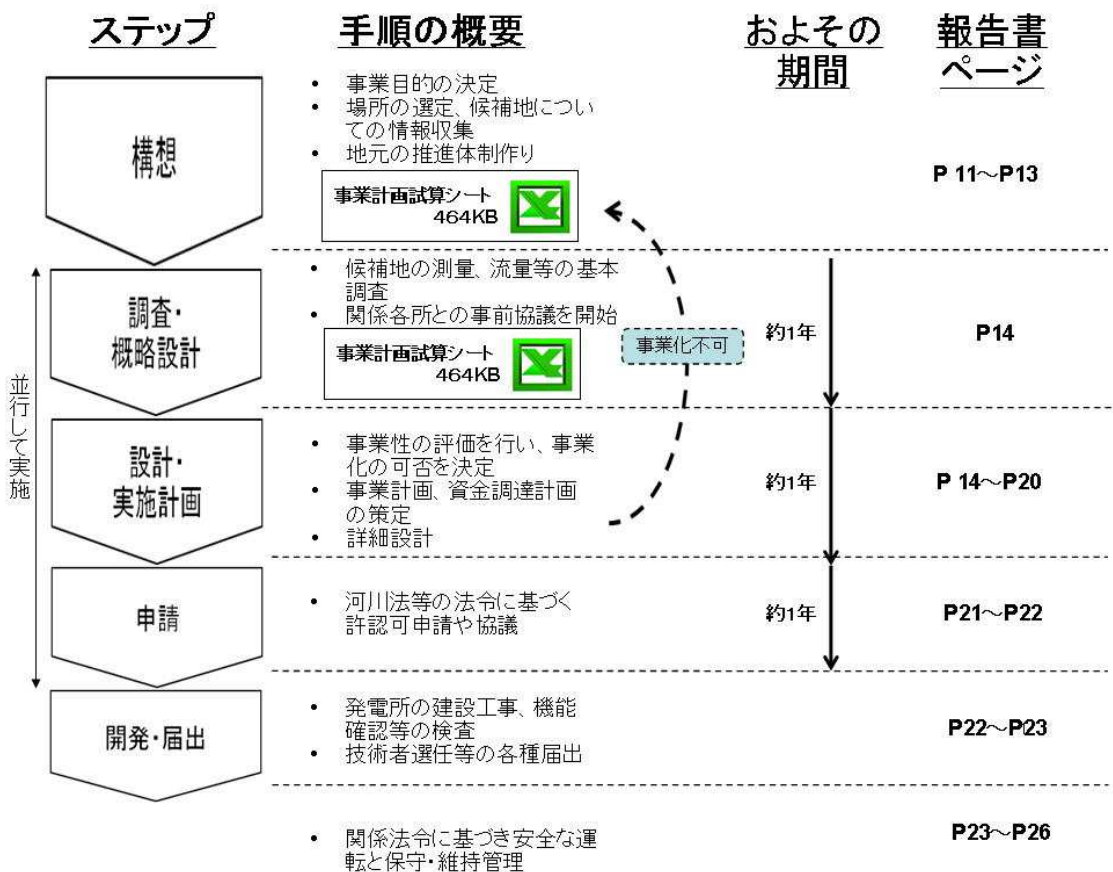 ステップ
手順の概要
およその
期間
報告書
ページ
構想
• 事業目的の決定
• 場所の選定、候補地につい
ての情報収集
• 地元の推進体制作り
事業計画試算シート
464KB
P 11～P13
並行して実施
調査・
概略設計
• 候補地の測量、流量等の基本
調査
• 関係各所との事前協議を開始
事業計画試算シート
464KB
事業化不可
約1年
P14
設計・
実施計画
• 事業性の評価を行い、事業
化の可否を決定
• 事業計画、資金調達計画
の策定
• 詳細設計
約1年
P 14～P20
申請
• 河川法等の法令に基づく
許認可申請や協議
約1年
P21～P22
開発・届出
• 発電所の建設工事、機能
確認等の検査
• 技術者選任等の各種届出
P22～P23
• 関係法令に基づき安全な運
転と保守・維持管理
P23～P26